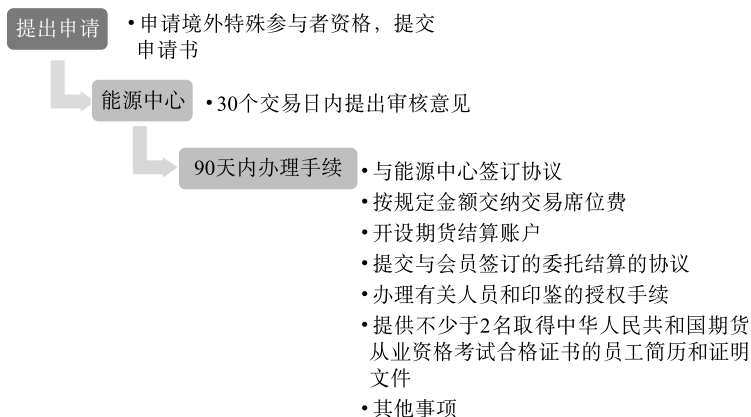 提出申请
•申请境外特殊参与者资格，提交
申请书
能源中心
•30个交易日内提出审核意见
90天内办理手续
•与能源中心签订协议
•按规定金额交纳交易席位费
•开设期货结算账户
•提交与会员签订的委托结算的协议
•办理有关人员和印鉴的授权手续
•提供不少于2名取得中华人民共和国期货
从业资格考试合格证书的员工简历和证明
文件
•其他事项